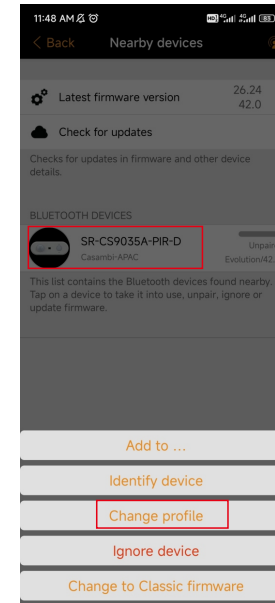 11:48 AM
< Back Nearby devices
Latest firmware version
26.24
42.0
Check for updates
Checks for updates in firmware and other device
details.
BLUETOOTH DEVICES
SR-CS9035A-PIR-D
Casambi-APAC
Unpair
Evolution/42.
This list contains the Bluetooth devices found nearby.
Tap on a device to take it into use, unpair, ignore or
update firmware.
Add to ...
Identify device
Change profile
Ignore device
Change to Classic firmware